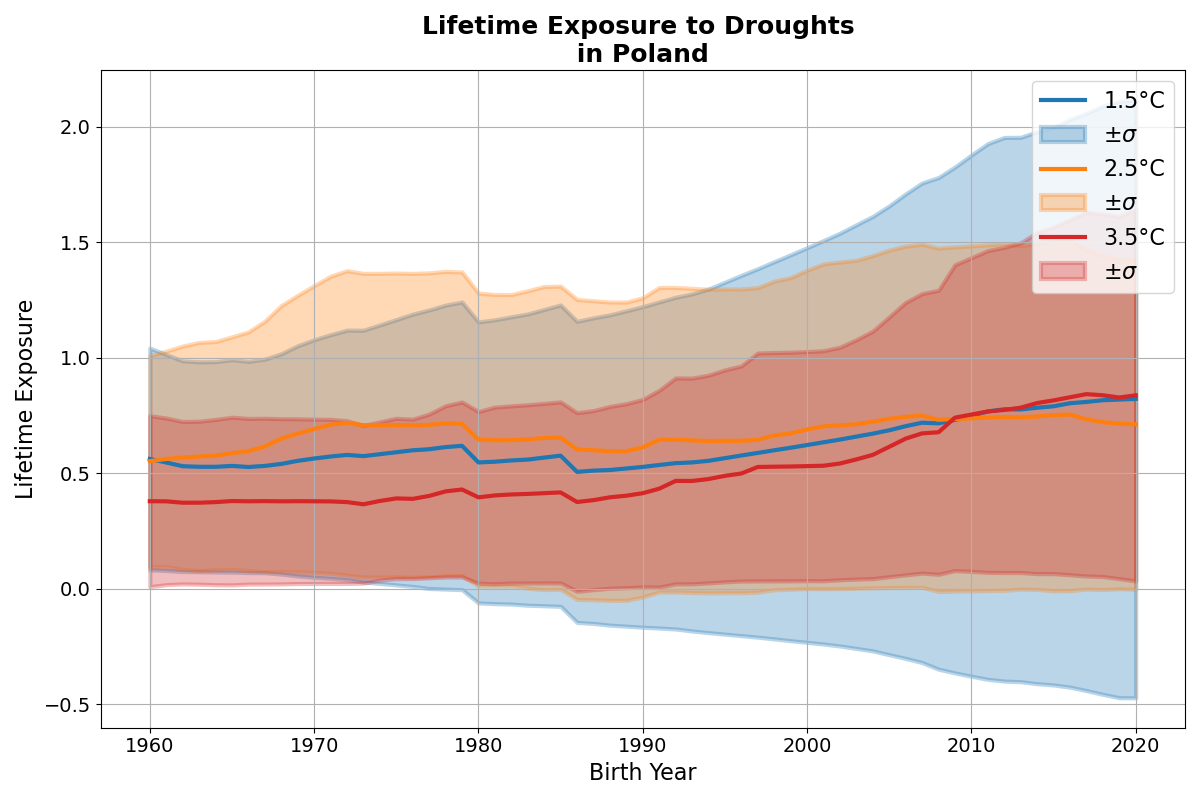 Lifetime Exposure to Droughts
in Poland
Lifetime Exposure
2.0
1.5
1.0
0.5
0.0
−0.5
1.5°C
±σ
2.5°C
±σ
3.5°C
±σ
1960 1970 1980 1990 2000 2010 2020
Birth Year